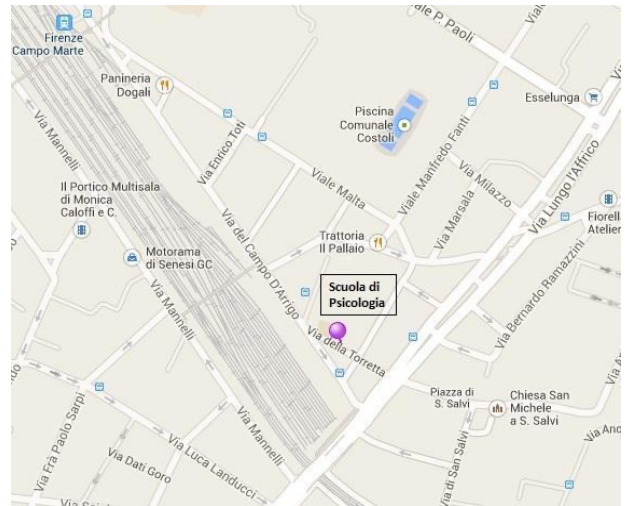 Firenze
Campo Marte
Viale P. Paoli
Viale
Panineria
Dogali
Esselunga
Piscina
Comunale
Costoli
Via Mannelli
Via Enrico Toti
Viale Manfredo Fanti
Via Milazzo
Via Lungo l'Affrico
Viale Malta
Via Marsala
Il Portico Multisala
di Monica
Caloffi e C.
Via del Campo D'Arrigo
Fiorella
Atelier
Trattoria
Il Pallaio
Motorama
di Senesi GC
Via Bernardo Ramazzini
Scuola di
Psicologia
Via Mannelli
Via della Torretta
Piazza di
S. Salvi
Chiesa San
Michele
a S. Salvi
Via Frà Paolo Sarpi
Via Mannelli
Via Luca Landucci
Via Dati Goro
Via di San Salvi